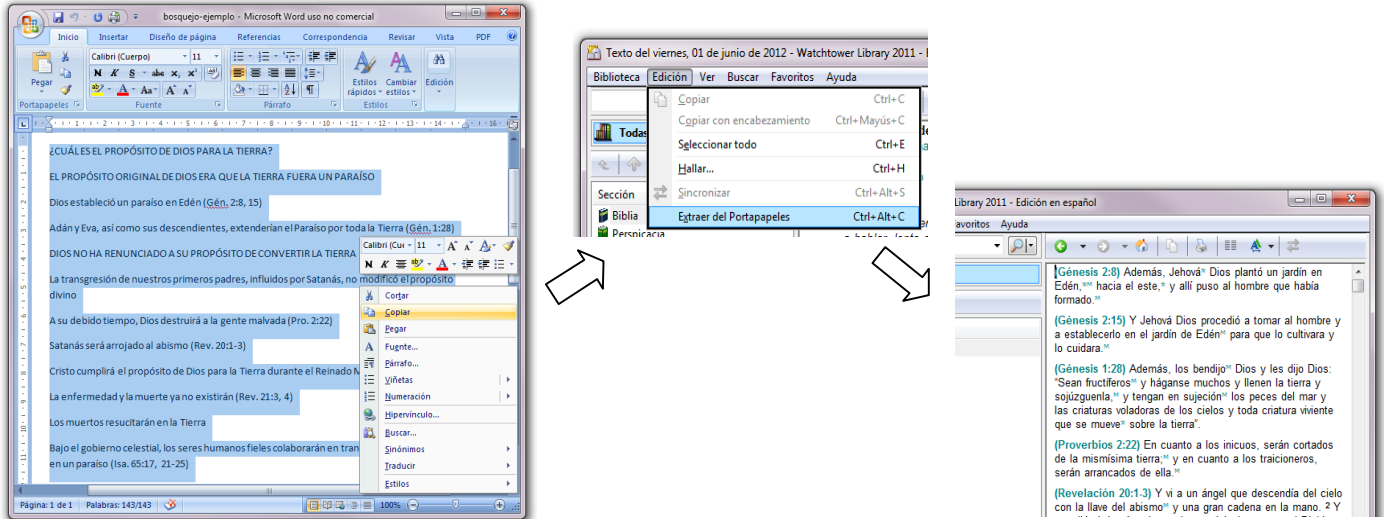 bosquejo-ejemplo - Microsoft Word uso no comercial
Inicio Insertar Diseño de página Referencias Correspondencia Revisar Vista PDF
Calibri (Cuerpo) 11
N K S abc x, x²
Pegar
Estilos rápidos Cambiar estilos Edición
Portapapeles Fuente Párrafo Estilos
¿CUÁL ES EL PROPÓSITO DE DIOS PARA LA TIERRA?
EL PROPÓSITO ORIGINAL DE DIOS ERA QUE LA TIERRA FUERA UN PARAÍSO
Dios estableció un paraíso en Edén (Gén. 2:8, 15)
Adán y Eva, así como sus descendientes, extenderían el Paraíso por toda la Tierra (Gén. 1:28)
DIOS NO HA RENUNCIADO A SU PROPÓSITO DE CONVERTIR LA TIERRA
La transgresión de nuestros primeros padres, influidos por Satanás, no modificó el propósito
divino
A su debido tiempo, Dios destruirá a la gente malvada (Pro. 2:22)
Satanás será arrojado al abismo (Rev. 20:1-3)
Cristo cumplirá el propósito de Dios para la Tierra durante el Reinado M
La enfermedad y la muerte ya no existirán (Rev. 21:3, 4)
Los muertos resucitarán en la Tierra
Bajo el gobierno celestial, los seres humanos fieles colaborarán en tran
en un paraíso (Isa. 65:17, 21-25)
Calibri (Cue 11
N K
Cortar
Copiar
Pegar
Fuente...
Párrafo...
Viñetas
Numeración
Hipervínculo...
Buscar...
Sinónimos
Traducir
Estilos
Página: 1 de 1 Palabras: 143/143 100%
Texto del viernes, 01 de junio de 2012 - Watchtower Library 2011 - E
Biblioteca Edición Ver Buscar Favoritos Ayuda
Copiar Ctrl+C
Copiar con encabezamiento Ctrl+Mayús+C
Seleccionar todo Ctrl+E
Hallar... Ctrl+H
Sincronizar Ctrl+Alt+S
Extraer del Portapapeles Ctrl+Alt+C
Todas
Sección
Biblia
Perspicacia
Library 2011 - Edición en español
avoritos Ayuda
(Génesis 2:8) Además, Jehová* Dios plantó un jardín en
Edén,*ᴹ hacia el este,* y allí puso al hombre que había
formado.ᴹ
(Génesis 2:15) Y Jehová Dios procedió a tomar al hombre y
a establecerlo en el jardín de Edénᴹ para que lo cultivara y
lo cuidara.ᴹ
(Génesis 1:28) Además, los bendijoᴹ Dios y les dijo Dios:
“Sean fructíferosᴹ y háganse muchos y llenen la tierra y
sojúzguenla,ᴹ y tengan en sujeciónᴹ los peces del mar y
las criaturas voladoras de los cielos y toda criatura viviente
que se mueve* sobre la tierra”.
(Proverbios 2:22) En cuanto a los inicuos, serán cortados
de la mismísima tierra;ᴹ y en cuanto a los traicioneros,
serán arrancados de ella.ᴹ
(Revelación 20:1-3) Y vi a un ángel que descendía del cielo
con la llave del abismoᴹ y una gran cadena en la mano. ² Y